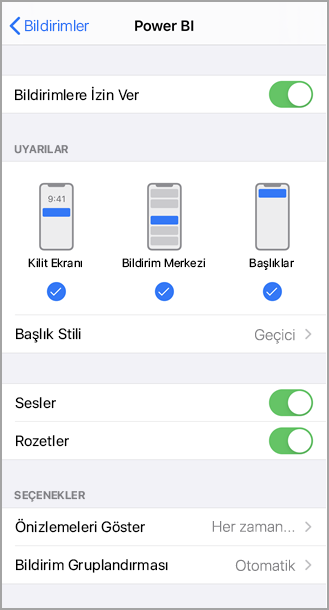 Bildirimler Power BI
Bildirimlere İzin Ver
UYARILAR
9:41
Kilit Ekranı Bildirim Merkezi Başlıklar
Başlık Stili Geçici
Sesler
Rozetler
SEÇENEKLER
Önizlemeleri Göster Her zaman...
Bildirim Gruplandırması Otomatik